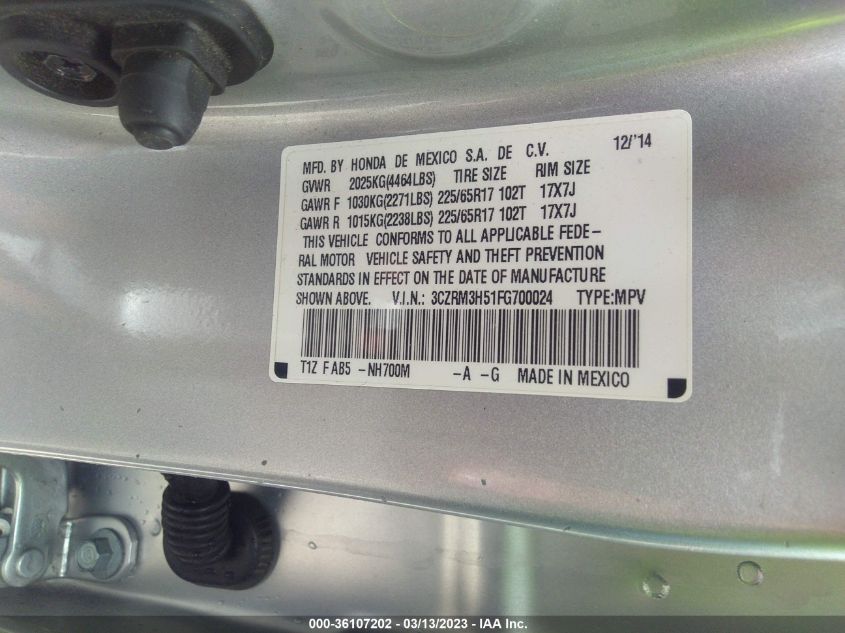 MFD. BY HONDA DE MEXICO S.A. DE C.V. 12/'14
GVWR 2025KG(4464LBS) TIRE SIZE RIM SIZE
GAWR F 1030KG(2271LBS) 225/65R17 102T 17X7J
GAWR R 1015KG(2238LBS) 225/65R17 102T 17X7J
THIS VEHICLE CONFORMS TO ALL APPLICABLE FEDE-
RAL MOTOR VEHICLE SAFETY AND THEFT PREVENTION
STANDARDS IN EFFECT ON THE DATE OF MANUFACTURE
SHOWN ABOVE. V.I.N.: 3CZRM3H51FG700024 TYPE:MPV
T1Z F AB5 -NH700M -A -G MADE IN MEXICO
000-36107202 - 03/13/2023 - IAA Inc.